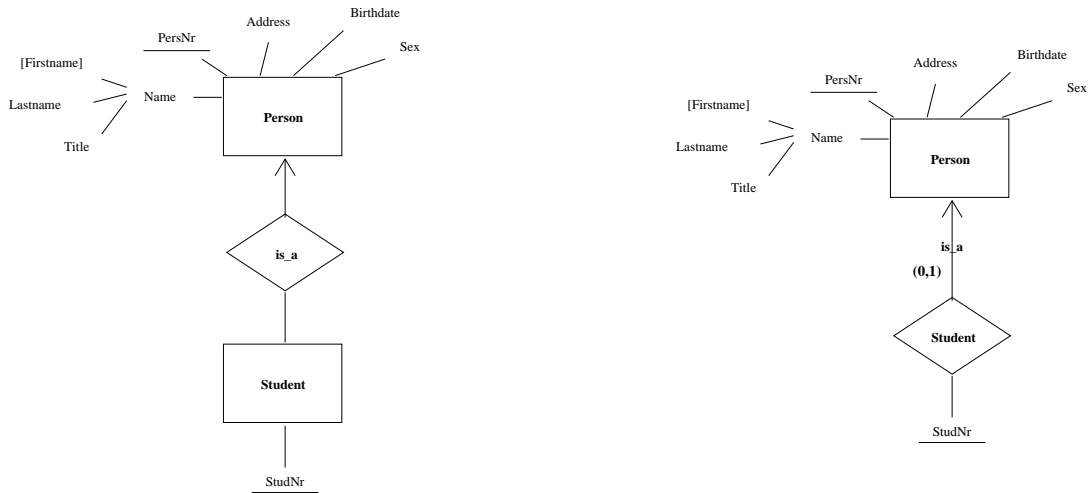 Birthdate
Address
PersNr
Sex
[Firstname]
Lastname
Name
Title
Person
is_a
Student
StudNr
Birthdate
Address
PersNr
Sex
[Firstname]
Lastname
Name
Title
Person
is_a
(0,1)
Student
StudNr